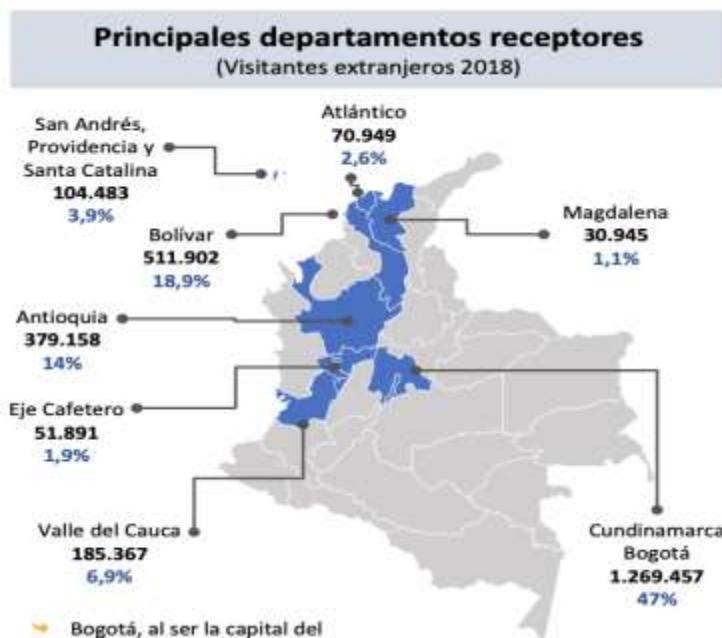 Principales departamentos receptores
(Visitantes extranjeros 2018)
Atlántico
70.949
2,6%
San Andrés,
Providencia y
Santa Catalina
104.483
3,9%
Magdalena
30.945
1,1%
Bolívar
511.902
18,9%
Antioquia
379.158
14%
Eje Cafetero
51.891
1,9%
Valle del Cauca
185.367
6,9%
Cundinamarca
Bogotá
1.269.457
47%
Bogotá, al ser la capital del